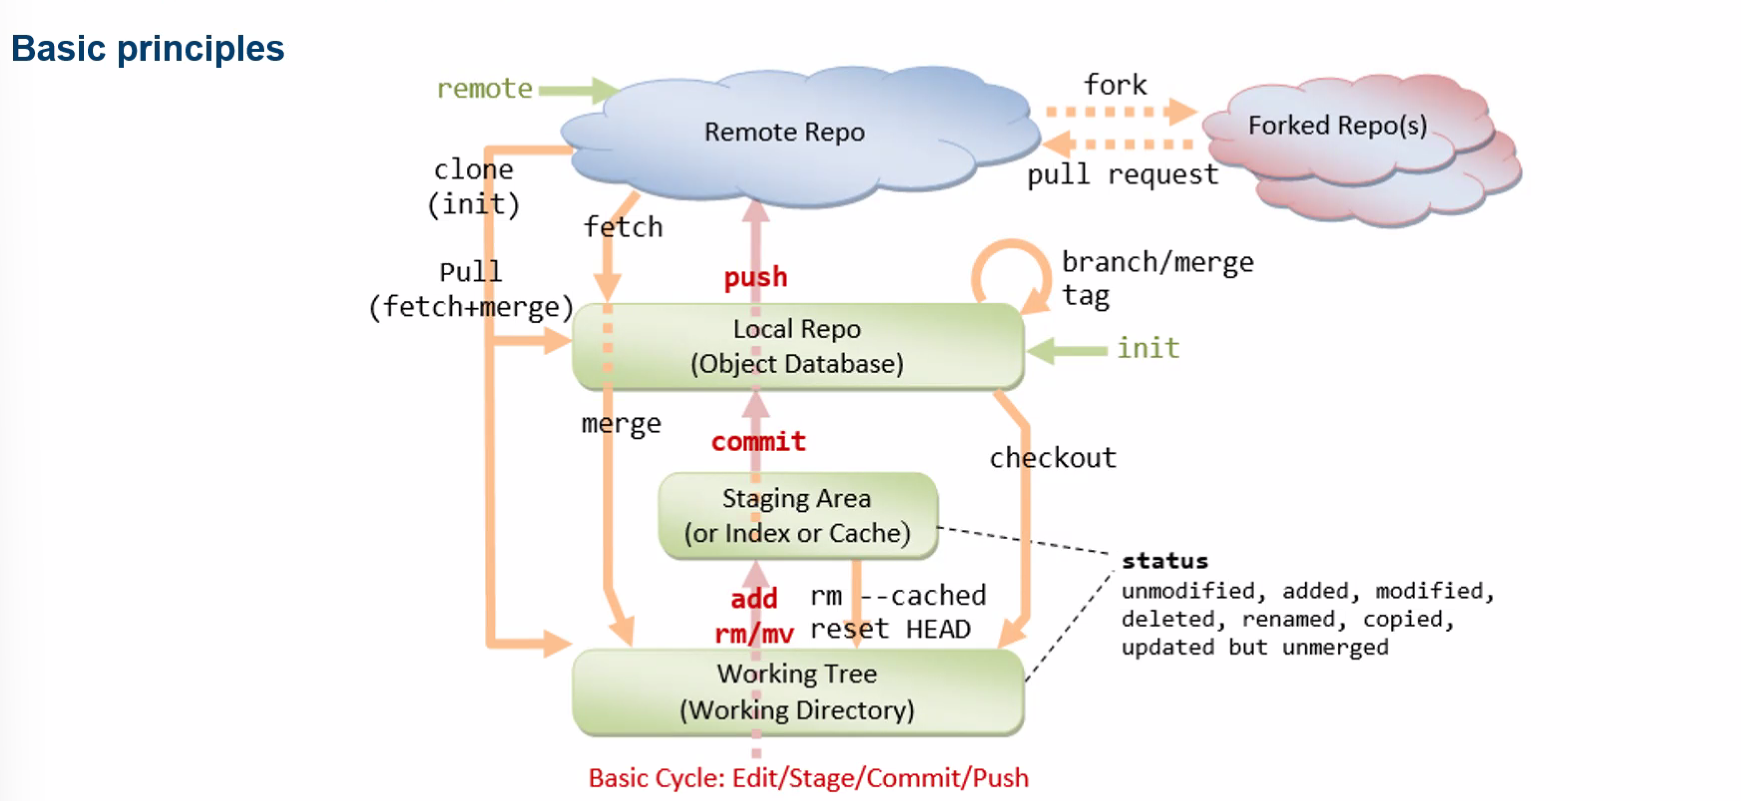 Basic principles
remote
Remote Repo
fork
Forked Repo(s)
pull request
clone
(init)
fetch
Pull
(fetch+merge)
push
branch/merge
tag
Local Repo
(Object Database)
init
merge
commit
checkout
Staging Area
(or Index or Cache)
status
unmodified, added, modified,
deleted, renamed, copied,
updated but unmerged
add
rm/mv
rm --cached
reset HEAD
Working Tree
(Working Directory)
Basic Cycle: Edit/Stage/Commit/Push